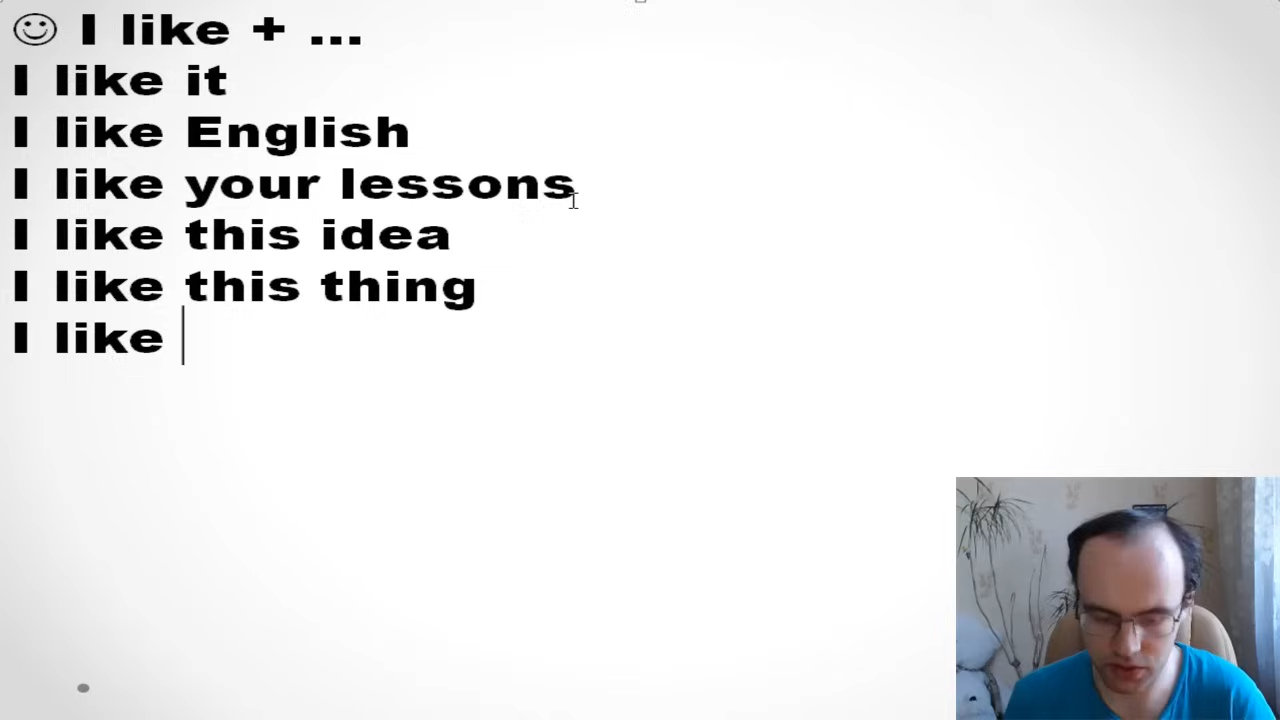 ☺ I like + ...
I like it
I like English
I like your lessons
I like this idea
I like this thing
I like